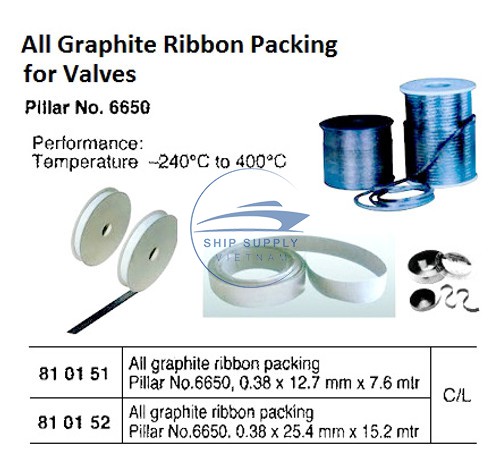 All Graphite Ribbon Packing
for Valves
Pillar No. 6650
Performance:
Temperature –240°C to 400°C
SHIP SUPPLY
VIETNAM
81 01 51 All graphite ribbon packing
Pillar No.6650, 0.38 x 12.7 mm x 7.6 mtr
C/L
81 01 52 All graphite ribbon packing
Pillar No.6650. 0.38 x 25.4 mm x 15.2 mtr